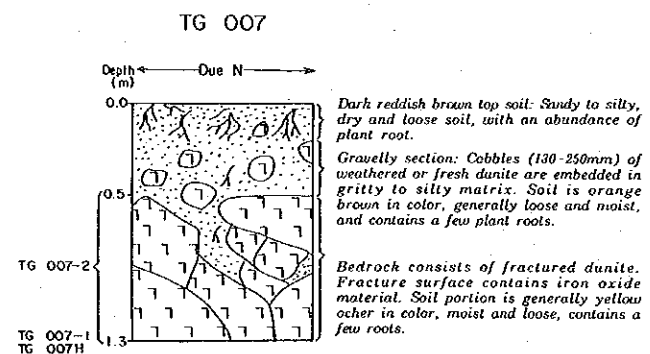 TG 007
Depth
(m)
Due N
0.0
Dark reddish brown top soil: Sandy to silty,
dry and loose soil, with an abundance of
plant root.
Gravelly section: Cobbles (130-250mm) of
weathered or fresh dunite are embedded in
gritty to silty matrix. Soil is orange
brown in color, generally loose and moist,
and contains a few plant roots.
0.5
TG 007-2
Bedrock consists of fractured dunite.
Fracture surface contains iron oxide
material. Soil portion is generally yellow
ocher in color, moist and loose, contains a
few roots.
TG 007-1
TG 007H
1.3